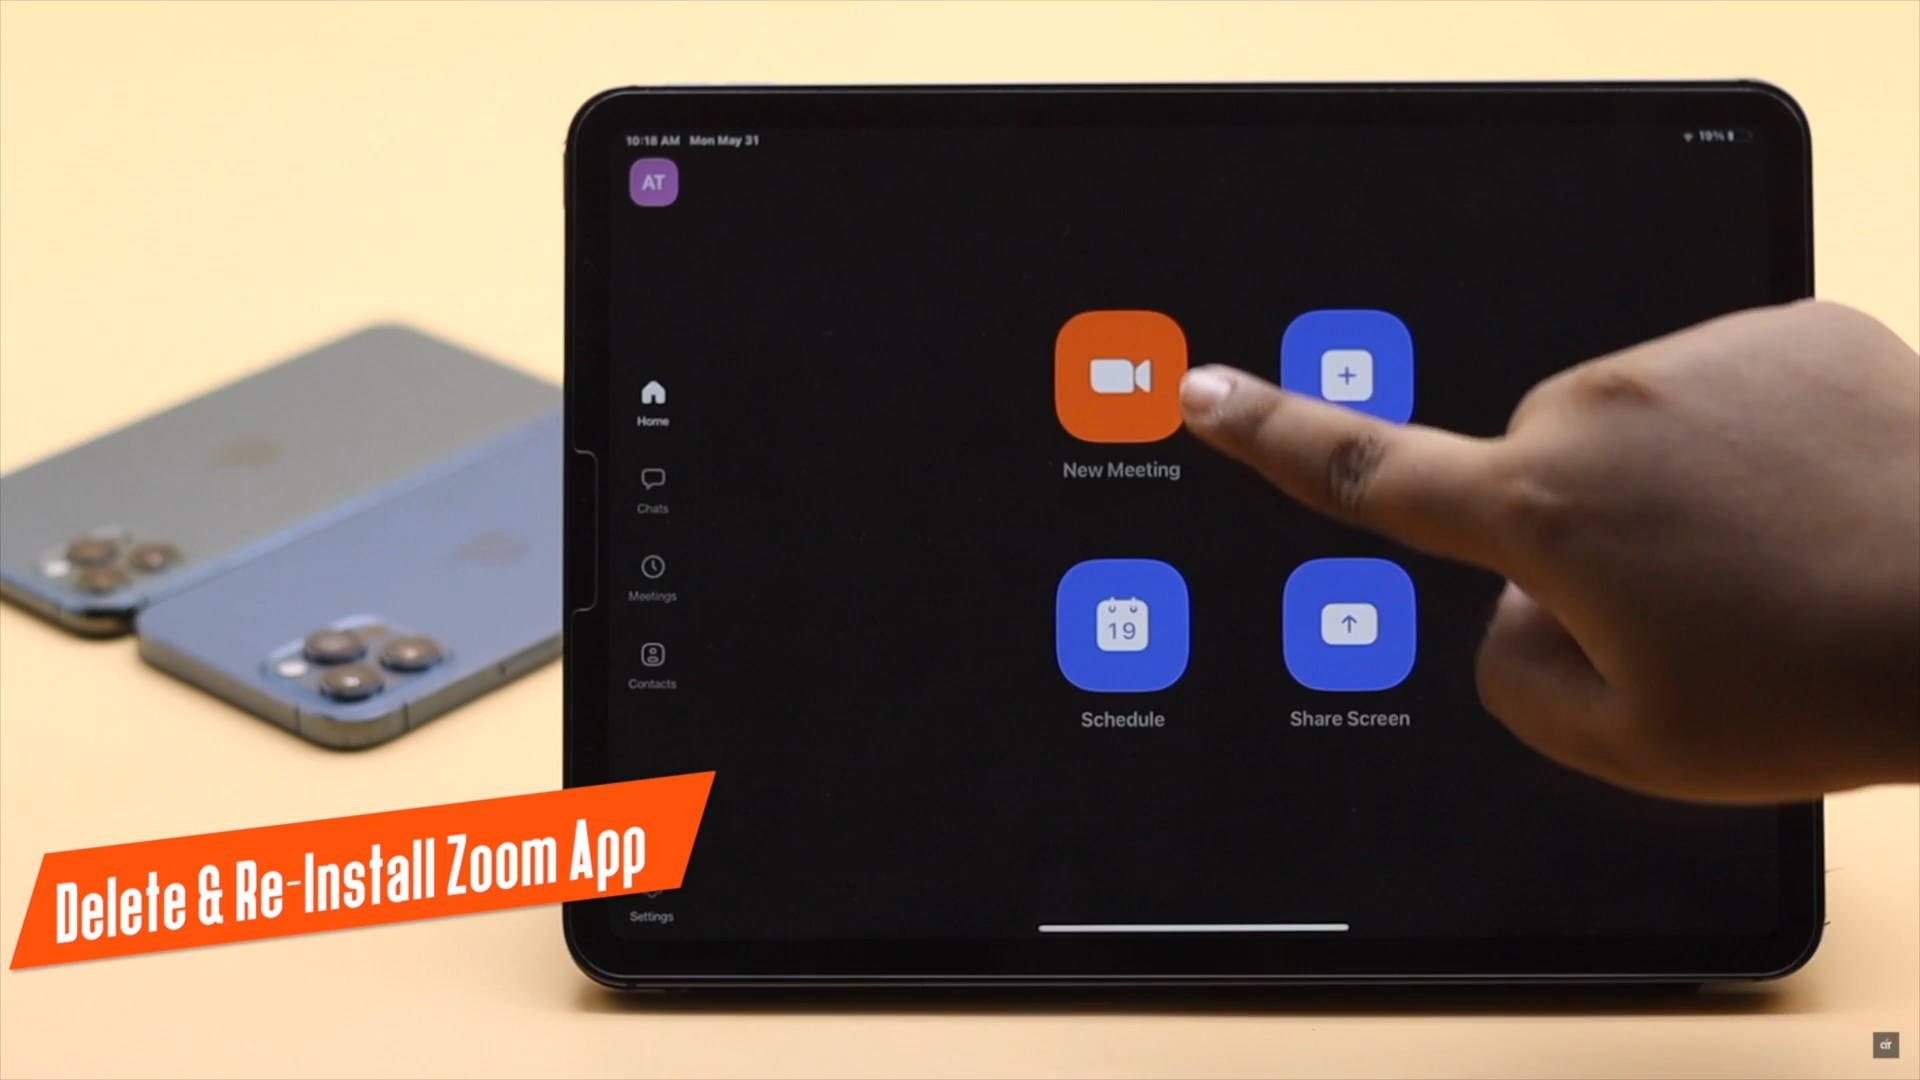 10:18 AM Mon May 31
19%
AT
Home
Chats
Meetings
Contacts
Settings
New Meeting
19
Schedule
Share Screen
Delete & Re-Install Zoom App